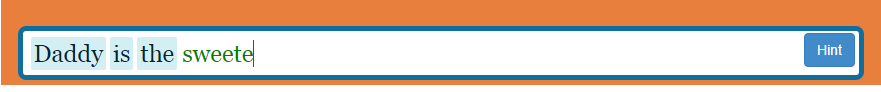 Daddy is the sweete Hint